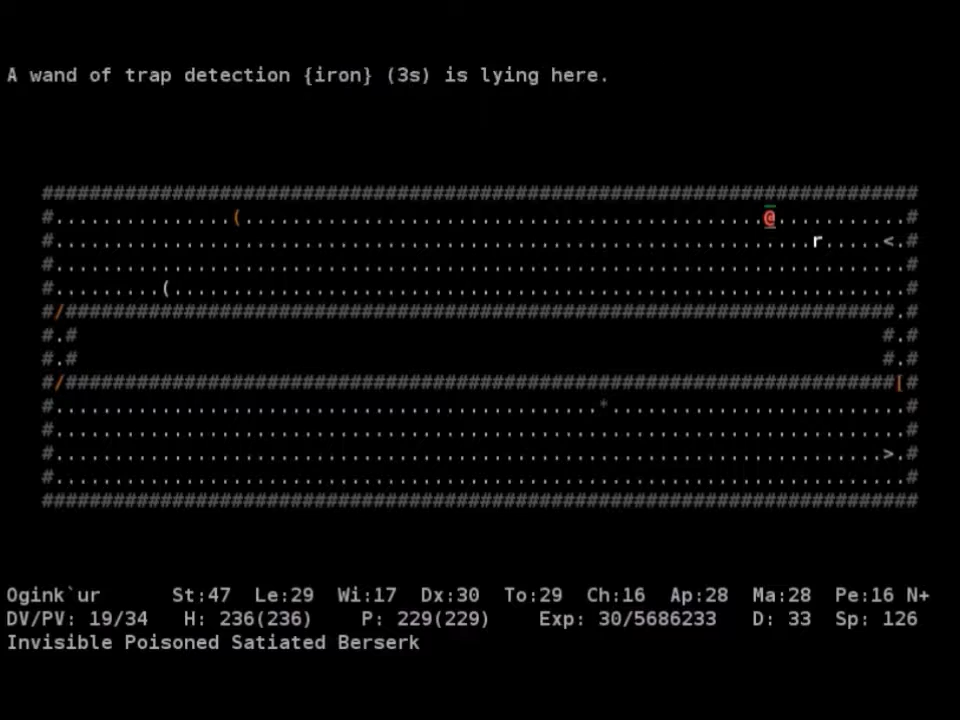 A wand of trap detection {iron} (3s) is lying here.
Ogink`ur      St:47  Le:29  Wi:17  Dx:30  To:29  Ch:16  Ap:28  Ma:28  Pe:16 N+
DV/PV: 19/34   H: 236(236)    P: 229(229)    Exp: 30/5686233   D: 33  Sp: 126
Invisible Poisoned Satiated Berserk